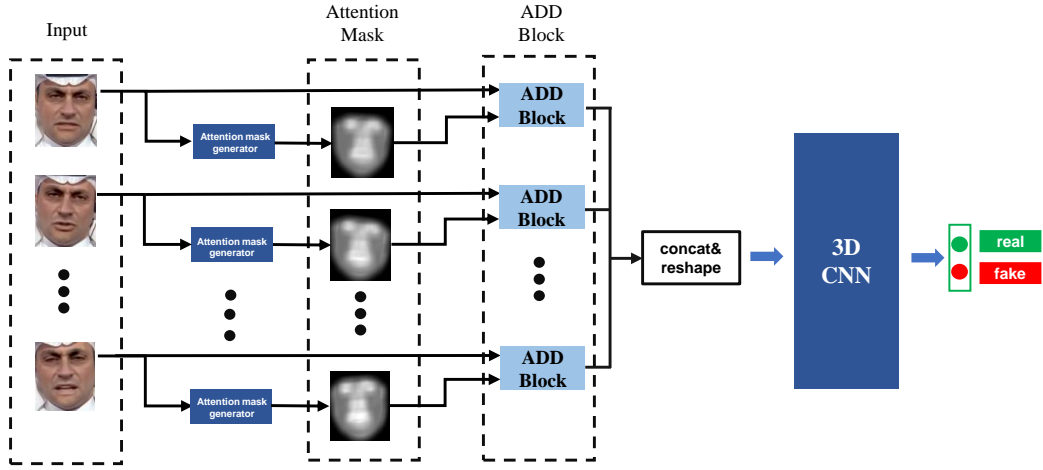 Input
Attention
Mask
ADD
Block
ADD
Block
Attention mask
generator
ADD
Block
Attention mask
generator
concat&
reshape
3D
CNN
real
fake
ADD
Block
Attention mask
generator